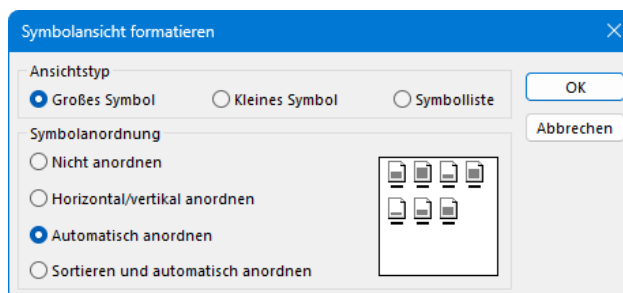 Symbolansicht formatieren
Ansichtstyp
Großes Symbol
Kleines Symbol
Symbolliste
OK
Abbrechen
Symbolanordnung
Nicht anordnen
Horizontal/vertikal anordnen
Automatisch anordnen
Sortieren und automatisch anordnen